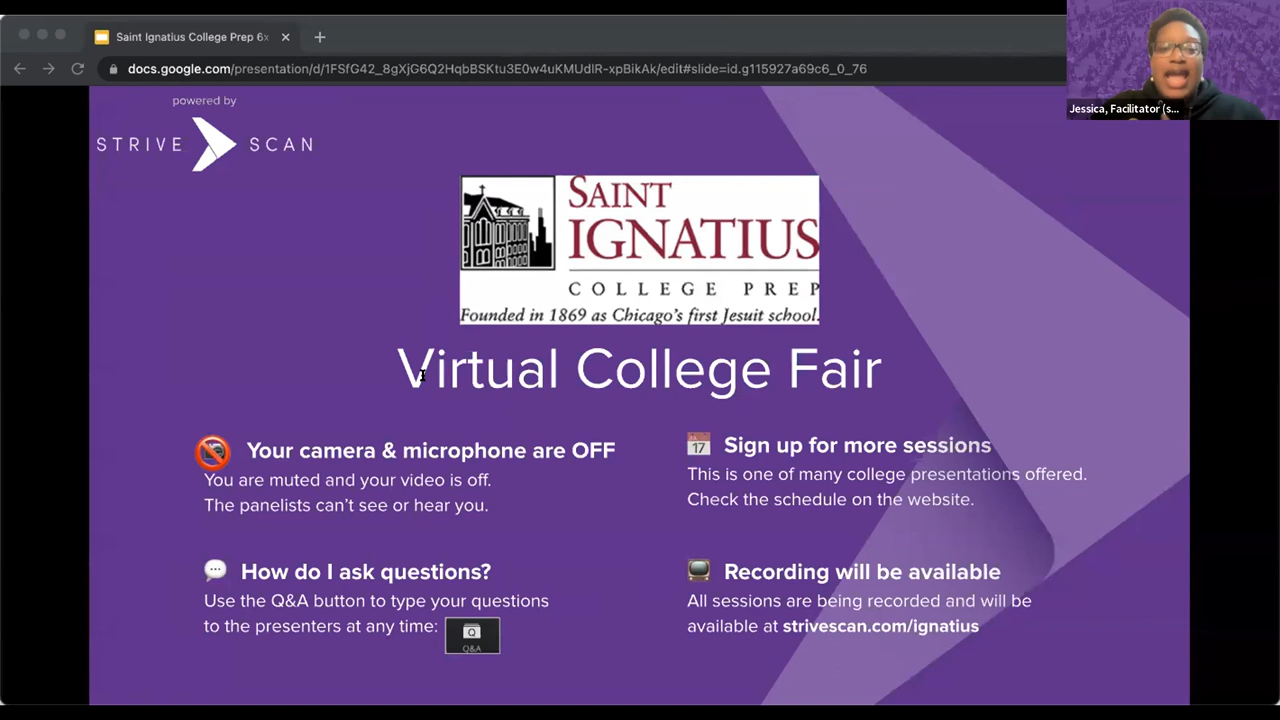 Saint Ignatius College Prep 6x
docs.google.com/presentation/d/1FSfG42_8gXjG6Q2HqbBSKtu3E0w4uKMUdlR-xpBikAk/edit#slide=id.g115927a69c6_0_76
Jessica, Facilitator (s...
powered by
STRIVE SCAN
SAINT
IGNATIUS
COLLEGE PREP
Founded in 1869 as Chicago's first Jesuit school.
Virtual College Fair
Your camera & microphone are OFF
You are muted and your video is off.
The panelists can't see or hear you.
How do I ask questions?
Use the Q&A button to type your questions
to the presenters at any time:
Q
Q&A
17
Sign up for more sessions
This is one of many college presentations offered.
Check the schedule on the website.
Recording will be available
All sessions are being recorded and will be
available at strivescan.com/ignatius